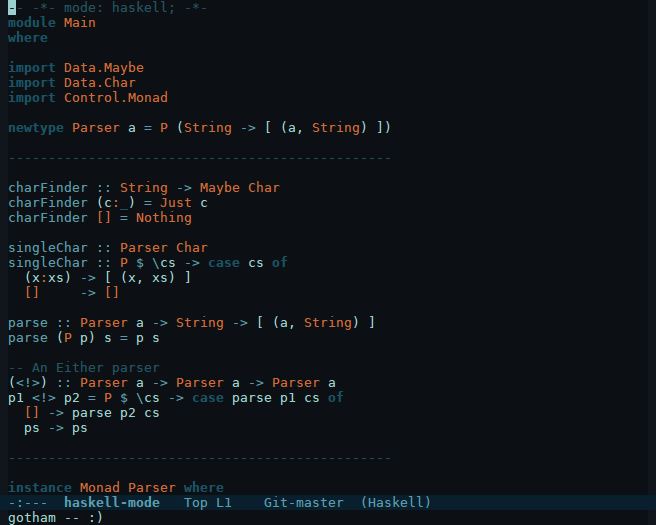 -- -*- mode: haskell; -*-
module Main
where
import Data.Maybe
import Data.Char
import Control.Monad
newtype Parser a = P (String -> [ (a, String) ])
------------------------------------------------
charFinder :: String -> Maybe Char
charFinder (c:_) = Just c
charFinder [] = Nothing
singleChar :: Parser Char
singleChar :: P $ \cs -> case cs of
  (x:xs) -> [ (x, xs) ]
  []     -> []
parse :: Parser a -> String -> [ (a, String) ]
parse (P p) s = p s
-- An Either parser
(<!>) :: Parser a -> Parser a -> Parser a
p1 <!> p2 = P $ \cs -> case parse p1 cs of
  [] -> parse p2 cs
  ps -> ps
------------------------------------------------
instance Monad Parser where
-:---  haskell-mode   Top L1    Git-master  (Haskell)
gotham -- :)